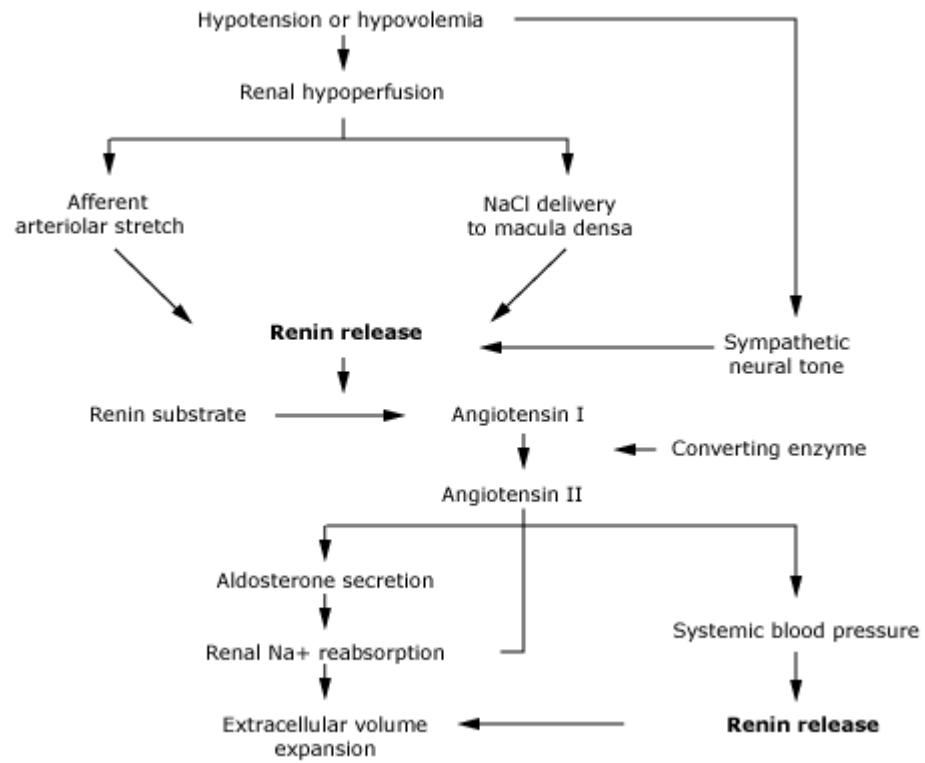 Hypotension or hypovolemia
Renal hypoperfusion
Afferent
arteriolar stretch
NaCl delivery
to macula densa
Renin release
Sympathetic
neural tone
Renin substrate
Angiotensin I
Converting enzyme
Angiotensin II
Aldosterone secretion
Systemic blood pressure
Renal Na+ reabsorption
Extracellular volume
expansion
Renin release